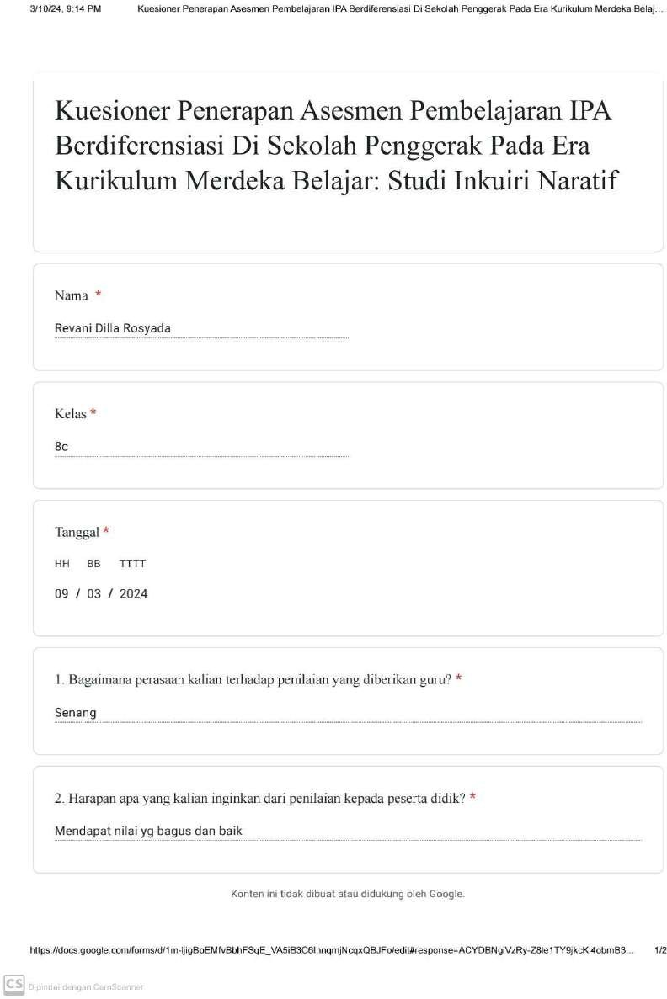 3/10/24, 9:14 PM Kuesioner Penerapan Asesmen Pembelajaran IPA Berdiferensiasi Di Sekolah Penggerak Pada Era Kurikulum Merdeka Belaj...
Kuesioner Penerapan Asesmen Pembelajaran IPA
Berdiferensiasi Di Sekolah Penggerak Pada Era
Kurikulum Merdeka Belajar: Studi Inkuiri Naratif
Nama *
Revani Dilla Rosyada
Kelas *
8c
Tanggal *
HH BB TTTT
09 / 03 / 2024
1. Bagaimana perasaan kalian terhadap penilaian yang diberikan guru? *
Senang
2. Harapan apa yang kalian inginkan dari penilaian kepada peserta didik? *
Mendapat nilai yg bagus dan baik
Konten ini tidak dibuat atau didukung oleh Google.
https://docs.google.com/forms/d/1m-ljigBoEMfvBbhFSqE_VA5iB3C6InnqmjNcqxQBJFo/edit#response=ACYDBNgiVzRy-Z8le1TY9jkcKl4obmB3... 1/2
CS Dipindai dengan CamScanner